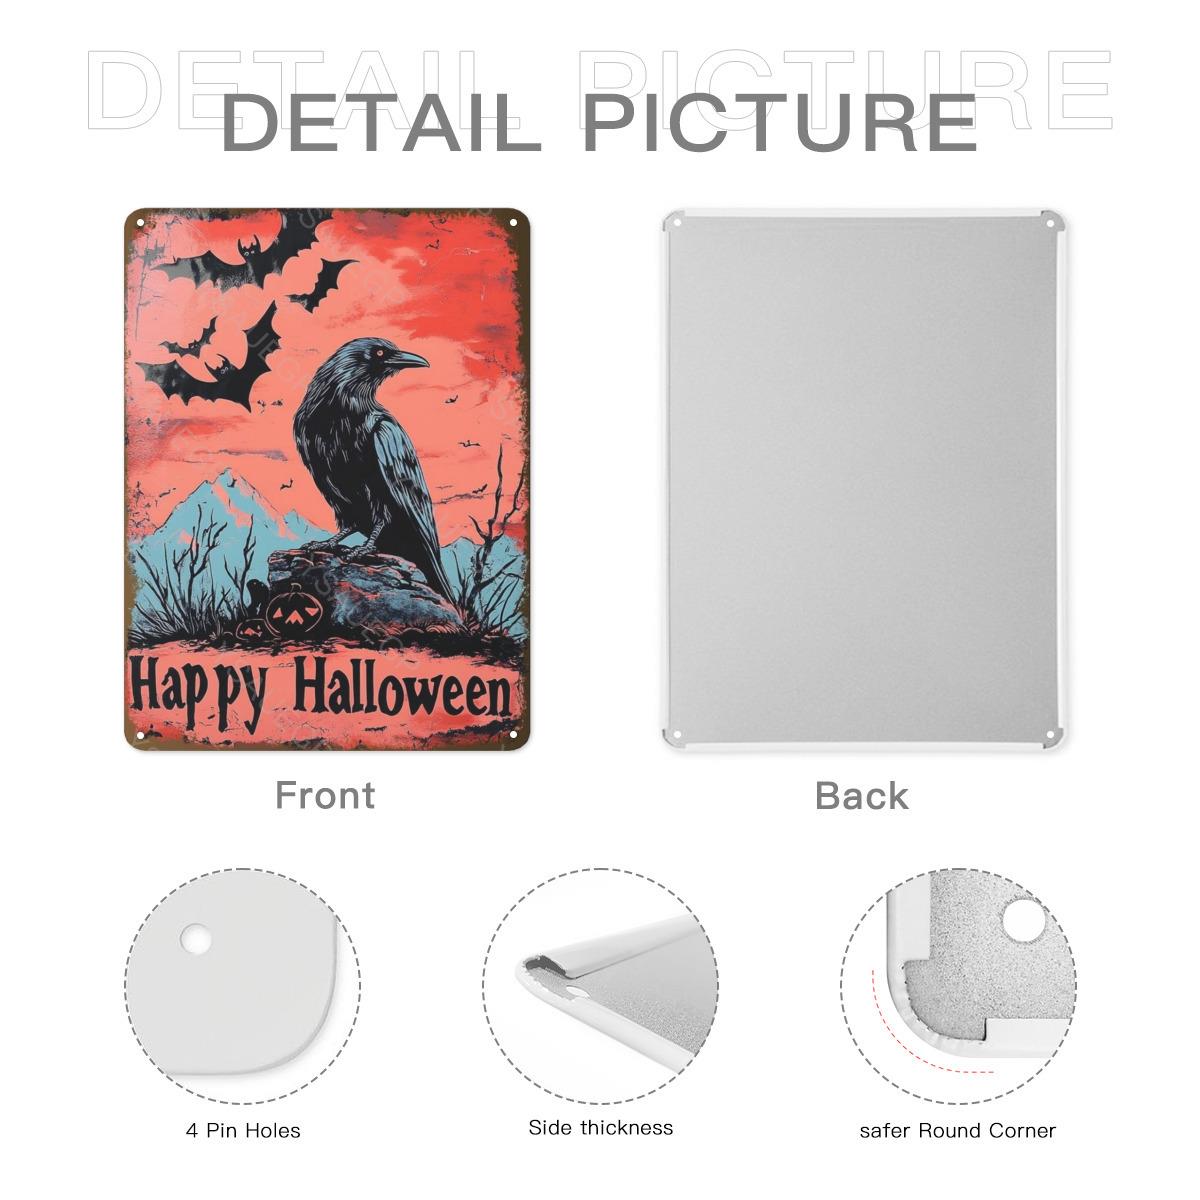 DETAIL PICTURE
DETAIL PICTURE
Happy Halloween
Front
Back
4 Pin Holes
Side thickness
safer Round Corner